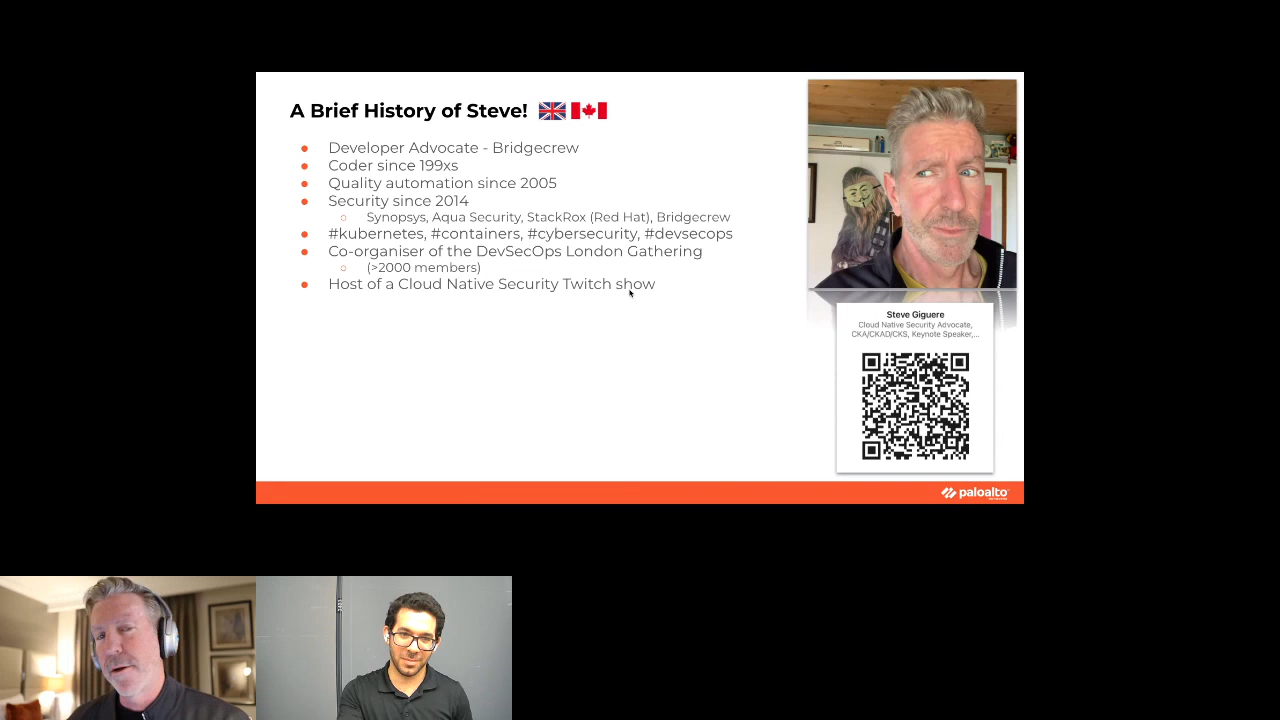 A Brief History of Steve!
Developer Advocate - Bridgecrew
Coder since 199xs
Quality automation since 2005
Security since 2014
Synopsys, Aqua Security, StackRox (Red Hat), Bridgecrew
#kubernetes, #containers, #cybersecurity, #devsecops
Co-organiser of the DevSecOps London Gathering
(>2000 members)
Host of a Cloud Native Security Twitch show
Steve Giguere
Cloud Native Security Advocate,
CKA/CKAD/CKS, Keynote Speaker,...
paloalto